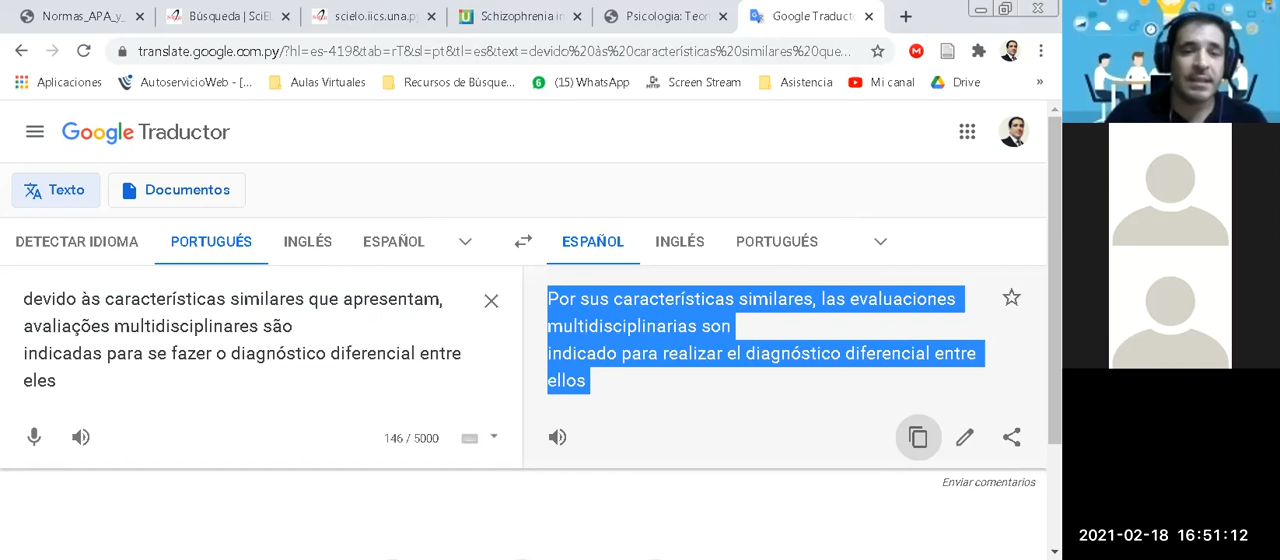 Normas_APA_y_
Búsqueda | SciEL
scielo.iics.una.py
Schizophrenia in
Psicologia: Teor
Google Traducto
translate.google.com.py/?hl=es-419&tab=rT&sl=pt&tl=es&text=devido%20às%20características%20similares%20que...
Aplicaciones
AutoservicioWeb - [...
Aulas Virtuales
Recursos de Búsque...
6
(15) WhatsApp
HTTP
Screen Stream
Asistencia
Mi canal
Drive
»
Google Traductor
Texto
Documentos
DETECTAR IDIOMA
PORTUGUÉS
INGLÉS
ESPAÑOL
ESPAÑOL
INGLÉS
PORTUGUÉS
devido às características similares que apresentam,
avaliações multidisciplinares são
indicadas para se fazer o diagnóstico diferencial entre
eles
146 / 5000
Por sus características similares, las evaluaciones
multidisciplinarias son
indicado para realizar el diagnóstico diferencial entre
ellos
Enviar comentarios
2021-02-18 16:51:12